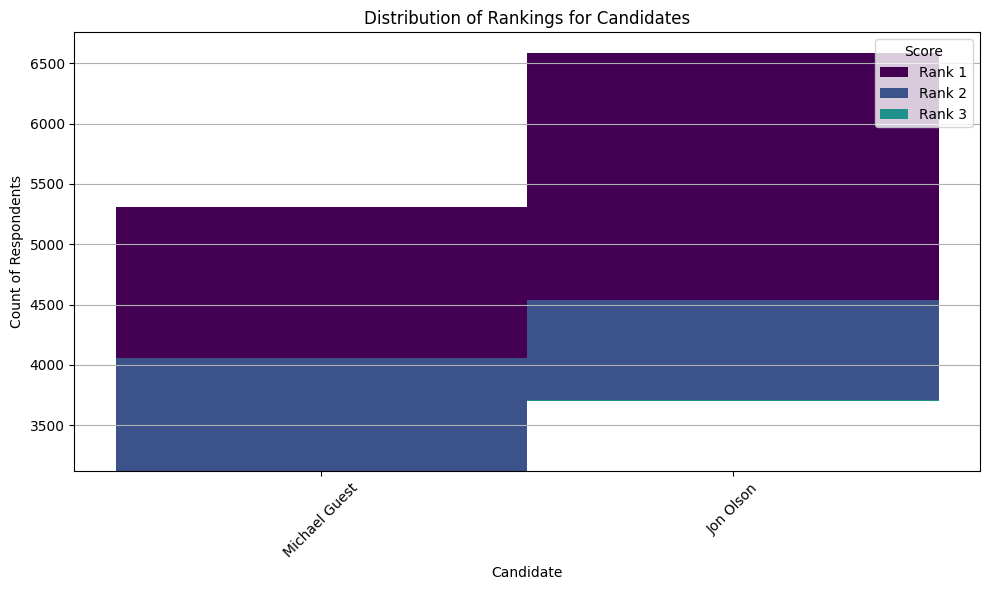 Distribution of Rankings for Candidates
Score
Rank 1
Rank 2
Rank 3
Count of Respondents
6500
6000
5500
5000
4500
4000
3500
Michael Guest
Jon Olson
Candidate